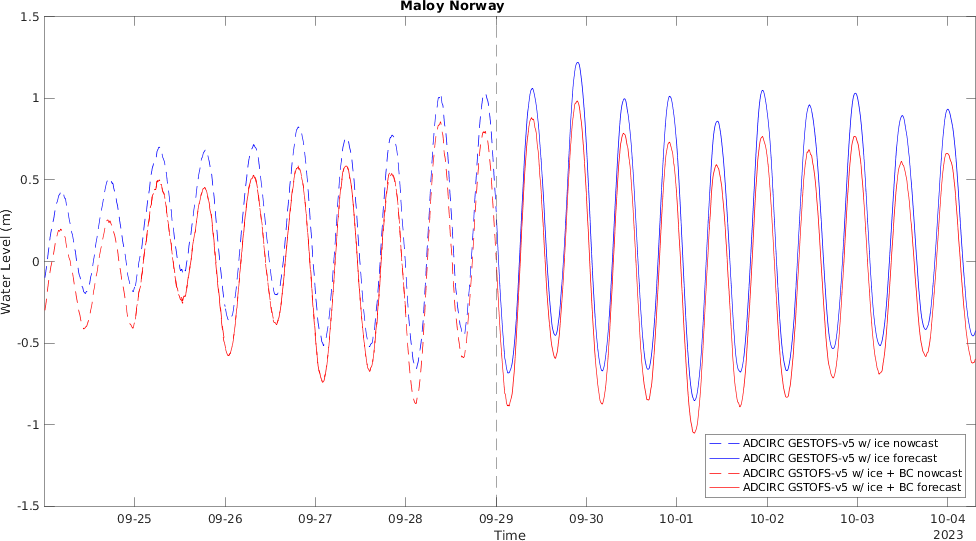 Maloy Norway
1.5
1
0.5
0
-0.5
-1
-1.5
Water Level (m)
09-25 09-26 09-27 09-28 09-29 09-30 10-01 10-02 10-03 10-04
2023
Time
ADCIRC GESTOFS-v5 w/ ice nowcast
ADCIRC GESTOFS-v5 w/ ice forecast
ADCIRC GSTOFS-v5 w/ ice + BC nowcast
ADCIRC GSTOFS-v5 w/ ice + BC forecast